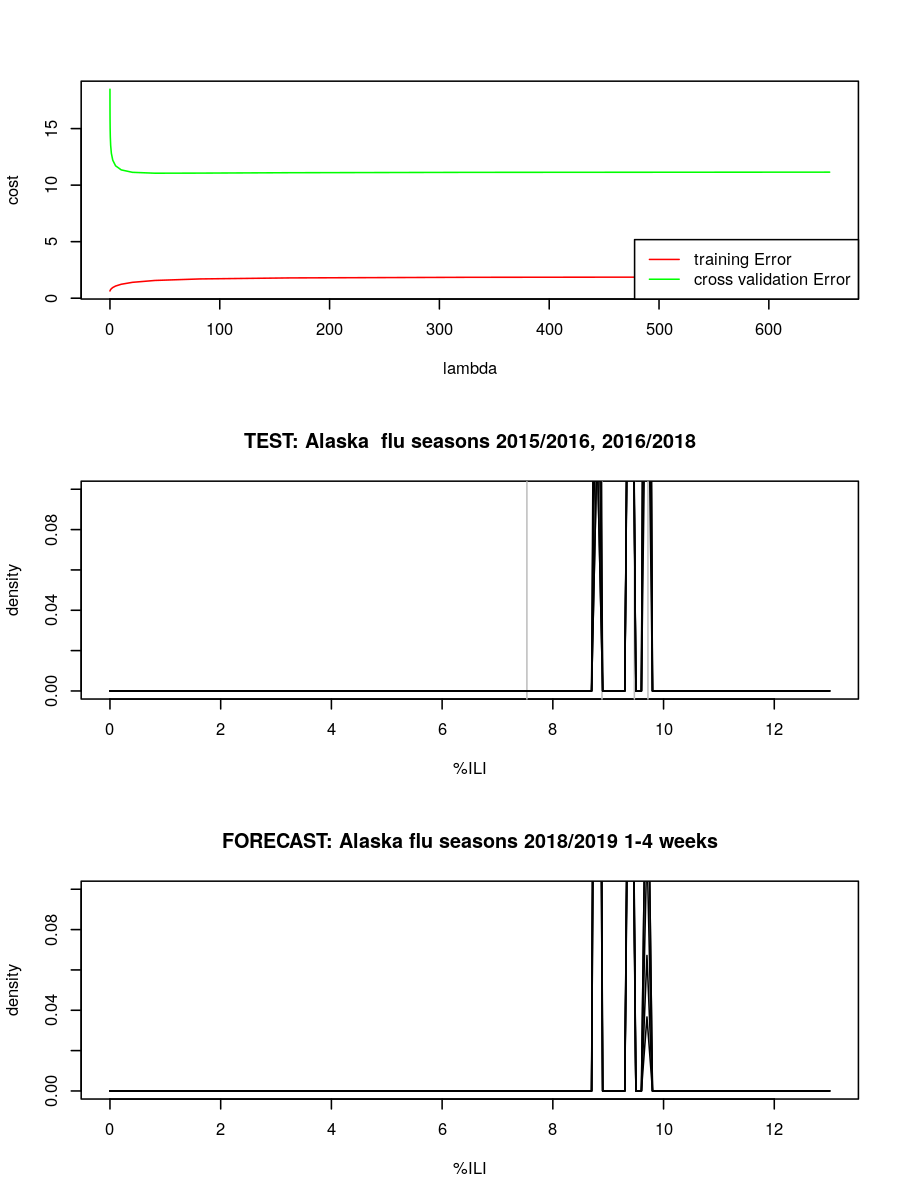 15
10
5
0
cost
training Error
cross validation Error
0 100 200 300 400 500 600
lambda
TEST: Alaska  flu seasons 2015/2016, 2016/2018
0.08
0.04
0.00
density
0 2 4 6 8 10 12
%ILI
FORECAST: Alaska flu seasons 2018/2019 1-4 weeks
0.08
0.04
0.00
density
0 2 4 6 8 10 12
%ILI